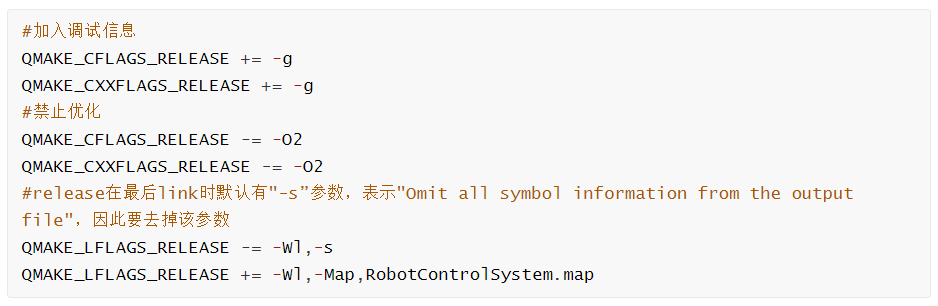 #加入调试信息
QMAKE_CFLAGS_RELEASE += -g
QMAKE_CXXFLAGS_RELEASE += -g
#禁止优化
QMAKE_CFLAGS_RELEASE -= -O2
QMAKE_CXXFLAGS_RELEASE -= -O2
#release在最后link时默认有"-s”参数，表示"Omit all symbol information from the output
file"，因此要去掉该参数
QMAKE_LFLAGS_RELEASE -= -Wl,-s
QMAKE_LFLAGS_RELEASE += -Wl,-Map,RobotControlSystem.map